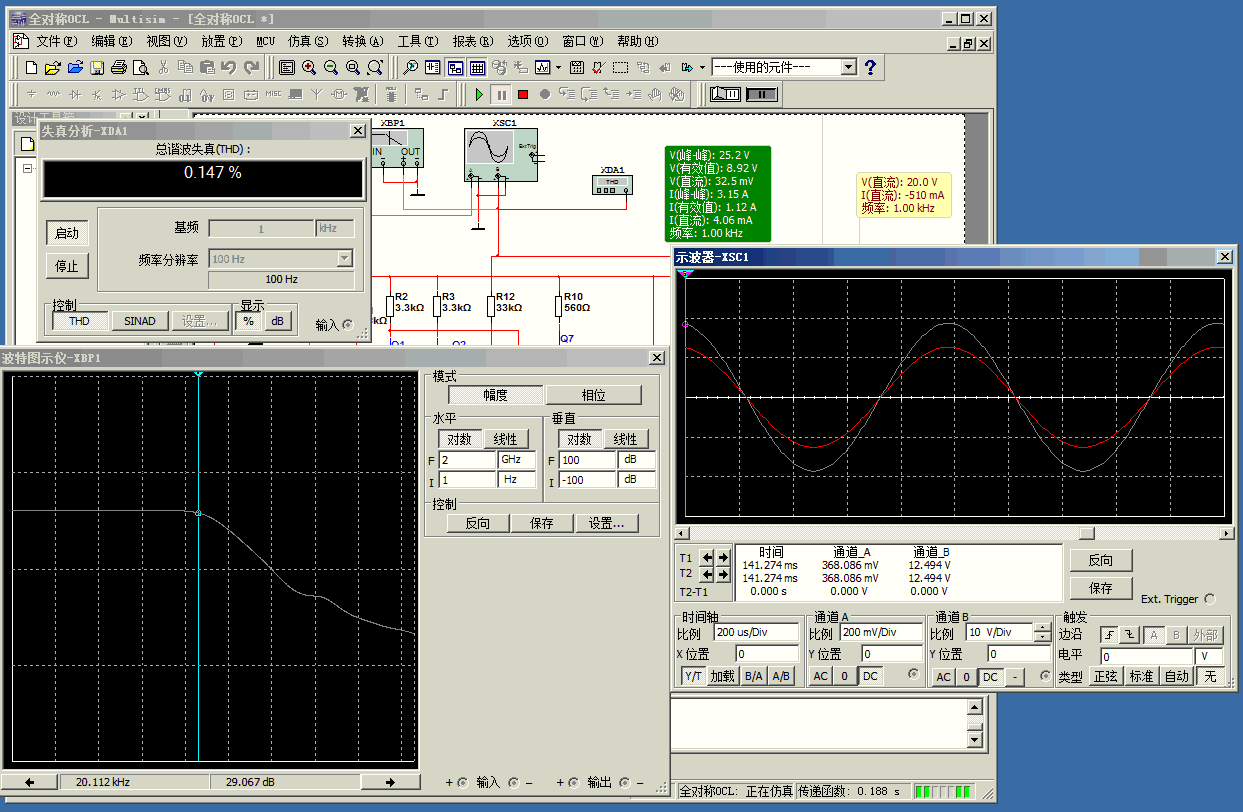 全对称OCL - Multisim - [全对称OCL *]
文件(F) 编辑(E) 视图(V) 放置(P) MCU 仿真(S) 转换(A) 工具(T) 报表(R) 选项(O) 窗口(W) 帮助(H)
---使用的元件---
?
MISC
设计工具箱
失真分析-XDA1
总谐波失真(THD) :
0.147 %
启动
停止
基频
1
kHz
频率分辨率
100 Hz
100 Hz
控制
THD
SINAD
设置...
显示
%
dB
输入
XBP1
IN OUT
XSC1
Ext Trig
A
B
XDA1
THD
V(峰-峰): 25.2 V
V(有效值): 8.92 V
V(直流): 32.5 mV
I(峰-峰): 3.15 A
I(有效值): 1.12 A
I(直流): 4.06 mA
频率: 1.00 kHz
V(直流): 20.0 V
I(直流): -510 mA
频率: 1.00 kHz
R2
3.3kΩ
R3
3.3kΩ
R12
33kΩ
R10
560Ω
kΩ
Q1
Q2
Q7
示波器-XSC1
T1
T2
T2-T1
时间 通道_A 通道_B
141.274 ms 368.086 mV 12.494 V
141.274 ms 368.086 mV 12.494 V
0.000 s 0.000 V 0.000 V
反向
保存
Ext. Trigger
时间轴
比例 200 us/Div
X 位置 0
Y/T 加载 B/A A/B
通道 A
比例 200 mV/Div
Y 位置 0
AC 0 DC
通道 B
比例 10 V/Div
Y 位置 0
AC 0 DC -
触发
边沿 A B 外部
电平 0 V
类型 正弦 标准 自动 无
波特图示仪-XBP1
模式
幅度
相位
水平
对数 线性
F 2 GHz
I 1 Hz
垂直
对数 线性
F 100 dB
I -100 dB
控制
反向
保存
设置...
20.112 kHz
29.067 dB
+ 输入 -
+ 输出 -
全对称OCL: 正在仿真 传递函数: 0.188 s